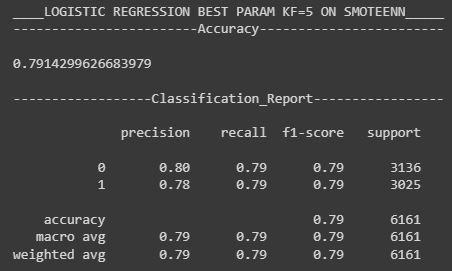 ____LOGISTIC REGRESSION BEST PARAM KF=5 ON SMOTEENN_____
------------------------Accuracy------------------------
0.7914299626683979
------------------Classification_Report-----------------
precision recall f1-score support
0 0.80 0.79 0.79 3136
1 0.78 0.79 0.79 3025
accuracy 0.79 6161
macro avg 0.79 0.79 0.79 6161
weighted avg 0.79 0.79 0.79 6161